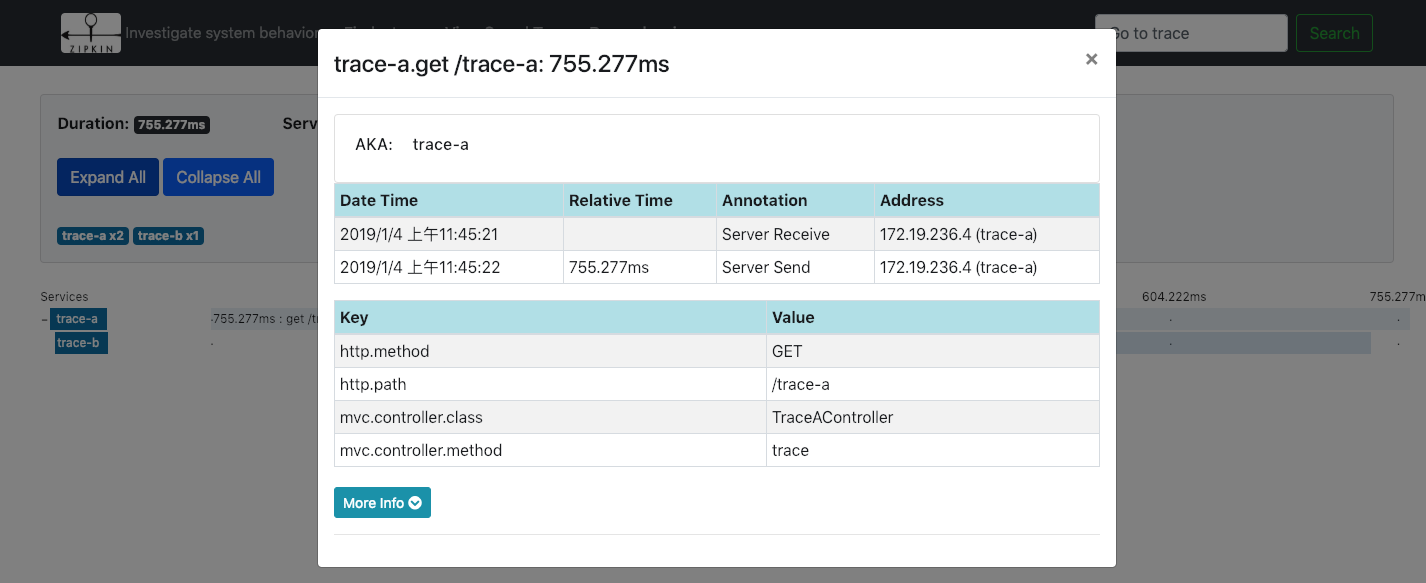 ZIPKIN Investigate system behavior Go to trace Search
trace-a.get /trace-a: 755.277ms ×
Duration: 755.277ms Serv
AKA: trace-a
Expand All Collapse All
Date Time Relative Time Annotation Address
2019/1/4 上午11:45:21 Server Receive 172.19.236.4 (trace-a)
trace-a x2 trace-b x1
2019/1/4 上午11:45:22 755.277ms Server Send 172.19.236.4 (trace-a)
Services 604.222ms 755.277m
Key Value
trace-a 755.277ms : get /tr
trace-b
http.method GET
http.path /trace-a
mvc.controller.class TraceAController
mvc.controller.method trace
More Info